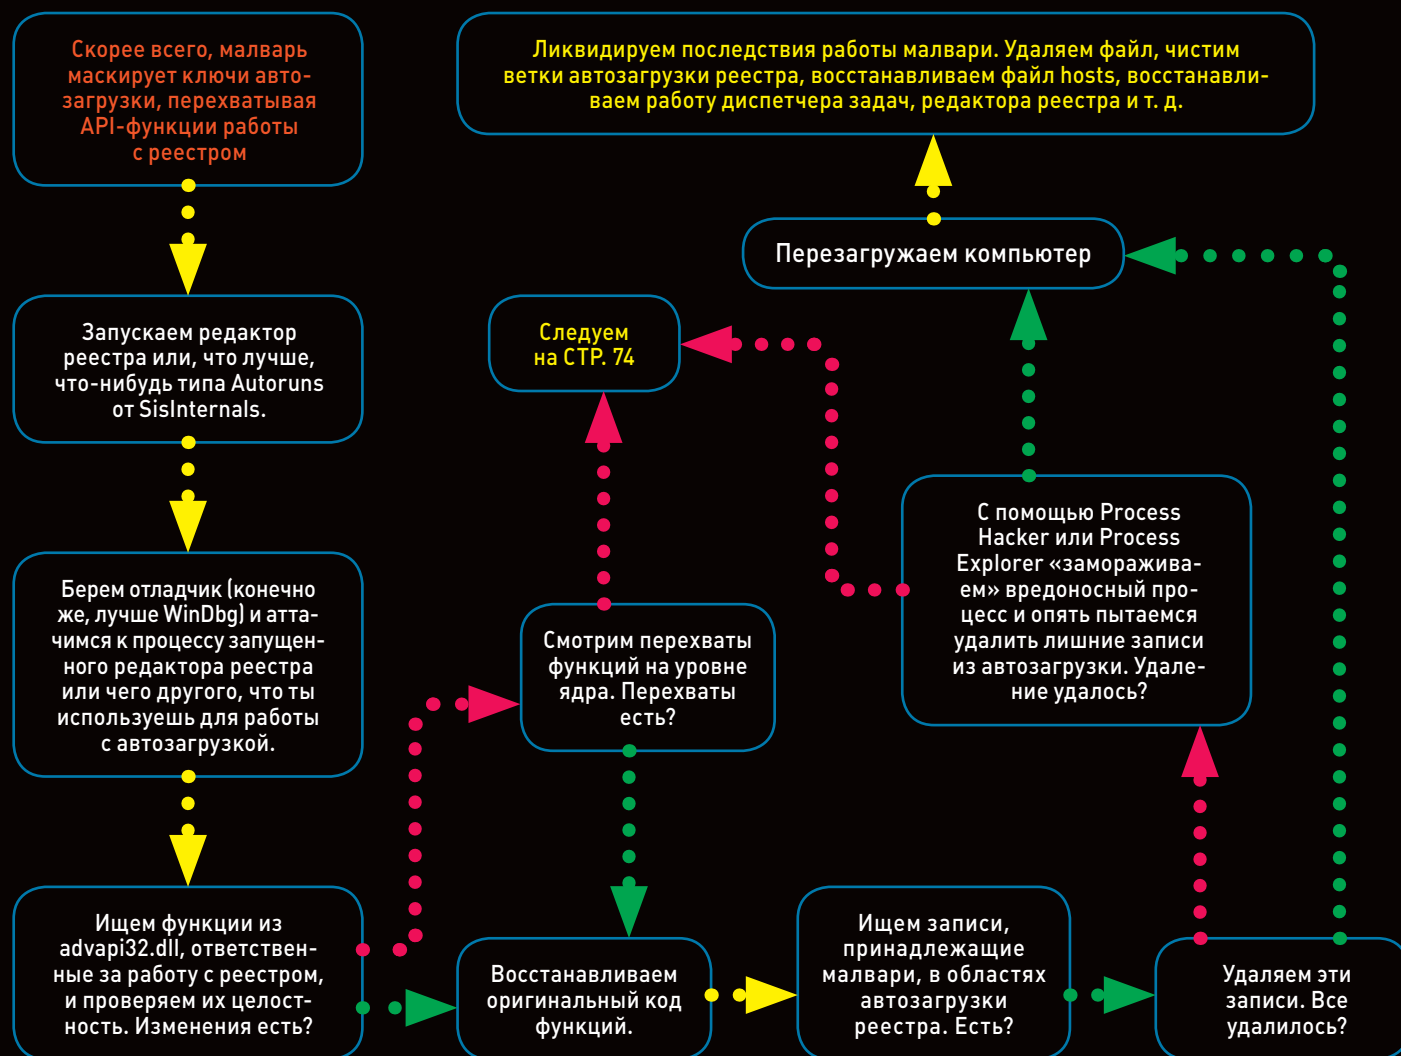 Скорее всего, малварь
маскирует ключи авто-
загрузки, перехватывая
API-функции работы
с реестром
Ликвидируем последствия работы малвари. Удаляем файл, чистим
ветки автозагрузки реестра, восстанавливаем файл hosts, восстанавли-
ваем работу диспетчера задач, редактора реестра и т. д.
Перезагружаем компьютер
Запускаем редактор
реестра или, что лучше,
что-нибудь типа Autoruns
от SisInternals.
Следуем
на СТР. 74
С помощью Process
Hacker или Process
Explorer «заморажива-
ем» вредоносный про-
цесс и опять пытаемся
удалить лишние записи
из автозагрузки. Удале-
ние удалось?
Берем отладчик (конечно
же, лучше WinDbg) и атта-
чимся к процессу запущен-
ного редактора реестра
или чего другого, что ты
используешь для работы
с автозагрузкой.
Смотрим перехваты
функций на уровне
ядра. Перехваты
есть?
Ищем функции из
advapi32.dll, ответствен-
ные за работу с реестром,
и проверяем их целост-
ность. Изменения есть?
Восстанавливаем
оригинальный код
функций.
Ищем записи,
принадлежащие
малвари, в областях
автозагрузки
реестра. Есть?
Удаляем эти
записи. Все
удалилось?